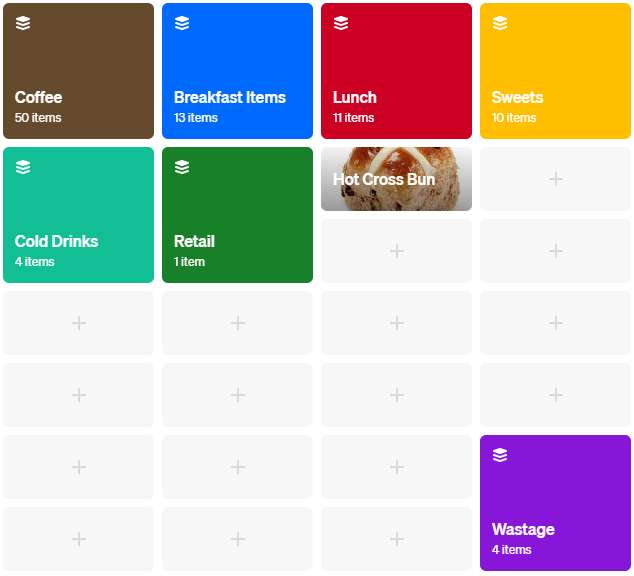 Coffee
50 items
Breakfast Items
13 items
Lunch
11 items
Sweets
10 items
Cold Drinks
4 items
Retail
1 item
Hot Cross Bun
Wastage
4 items